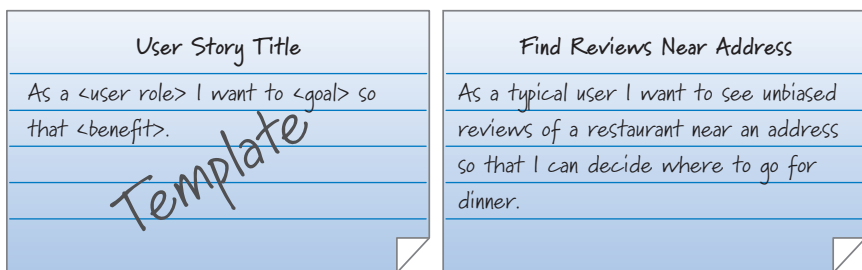 User Story Title
As a <user role> I want to <goal> so
that <benefit>.
Template
Find Reviews Near Address
As a typical user I want to see unbiased
reviews of a restaurant near an address
so that I can decide where to go for
dinner.